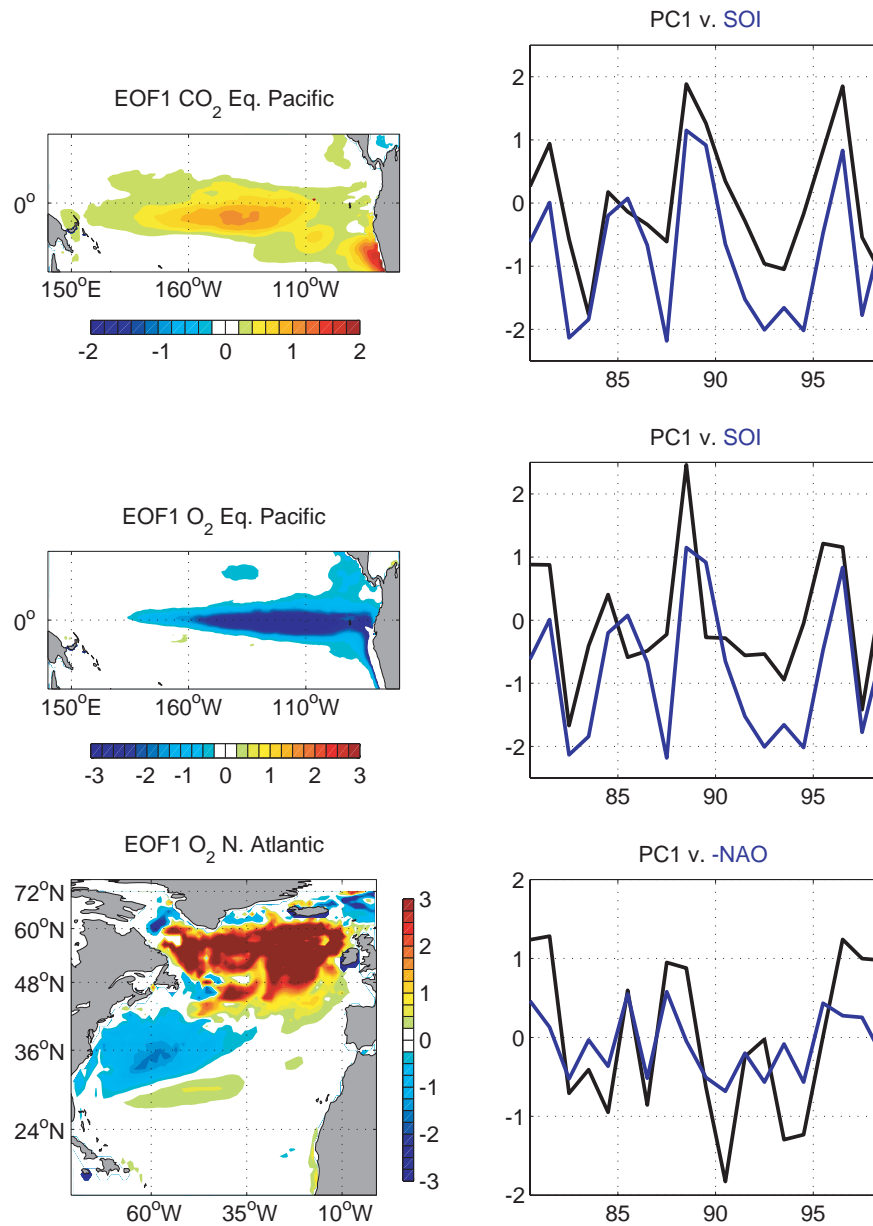 EOF1 CO2 Eq. Pacific
0°
150°E 160°W 110°W
-2 -1 0 1 2
PC1 v. SOI
2
1
0
-1
-2
85 90 95
EOF1 O2 Eq. Pacific
0°
150°E 160°W 110°W
-3 -2 -1 0 1 2 3
PC1 v. SOI
2
1
0
-1
-2
85 90 95
EOF1 O2 N. Atlantic
72°N
60°N
48°N
36°N
24°N
60°W 35°W 10°W
3
2
1
0
-1
-2
-3
PC1 v. -NAO
2
1
0
-1
-2
85 90 95